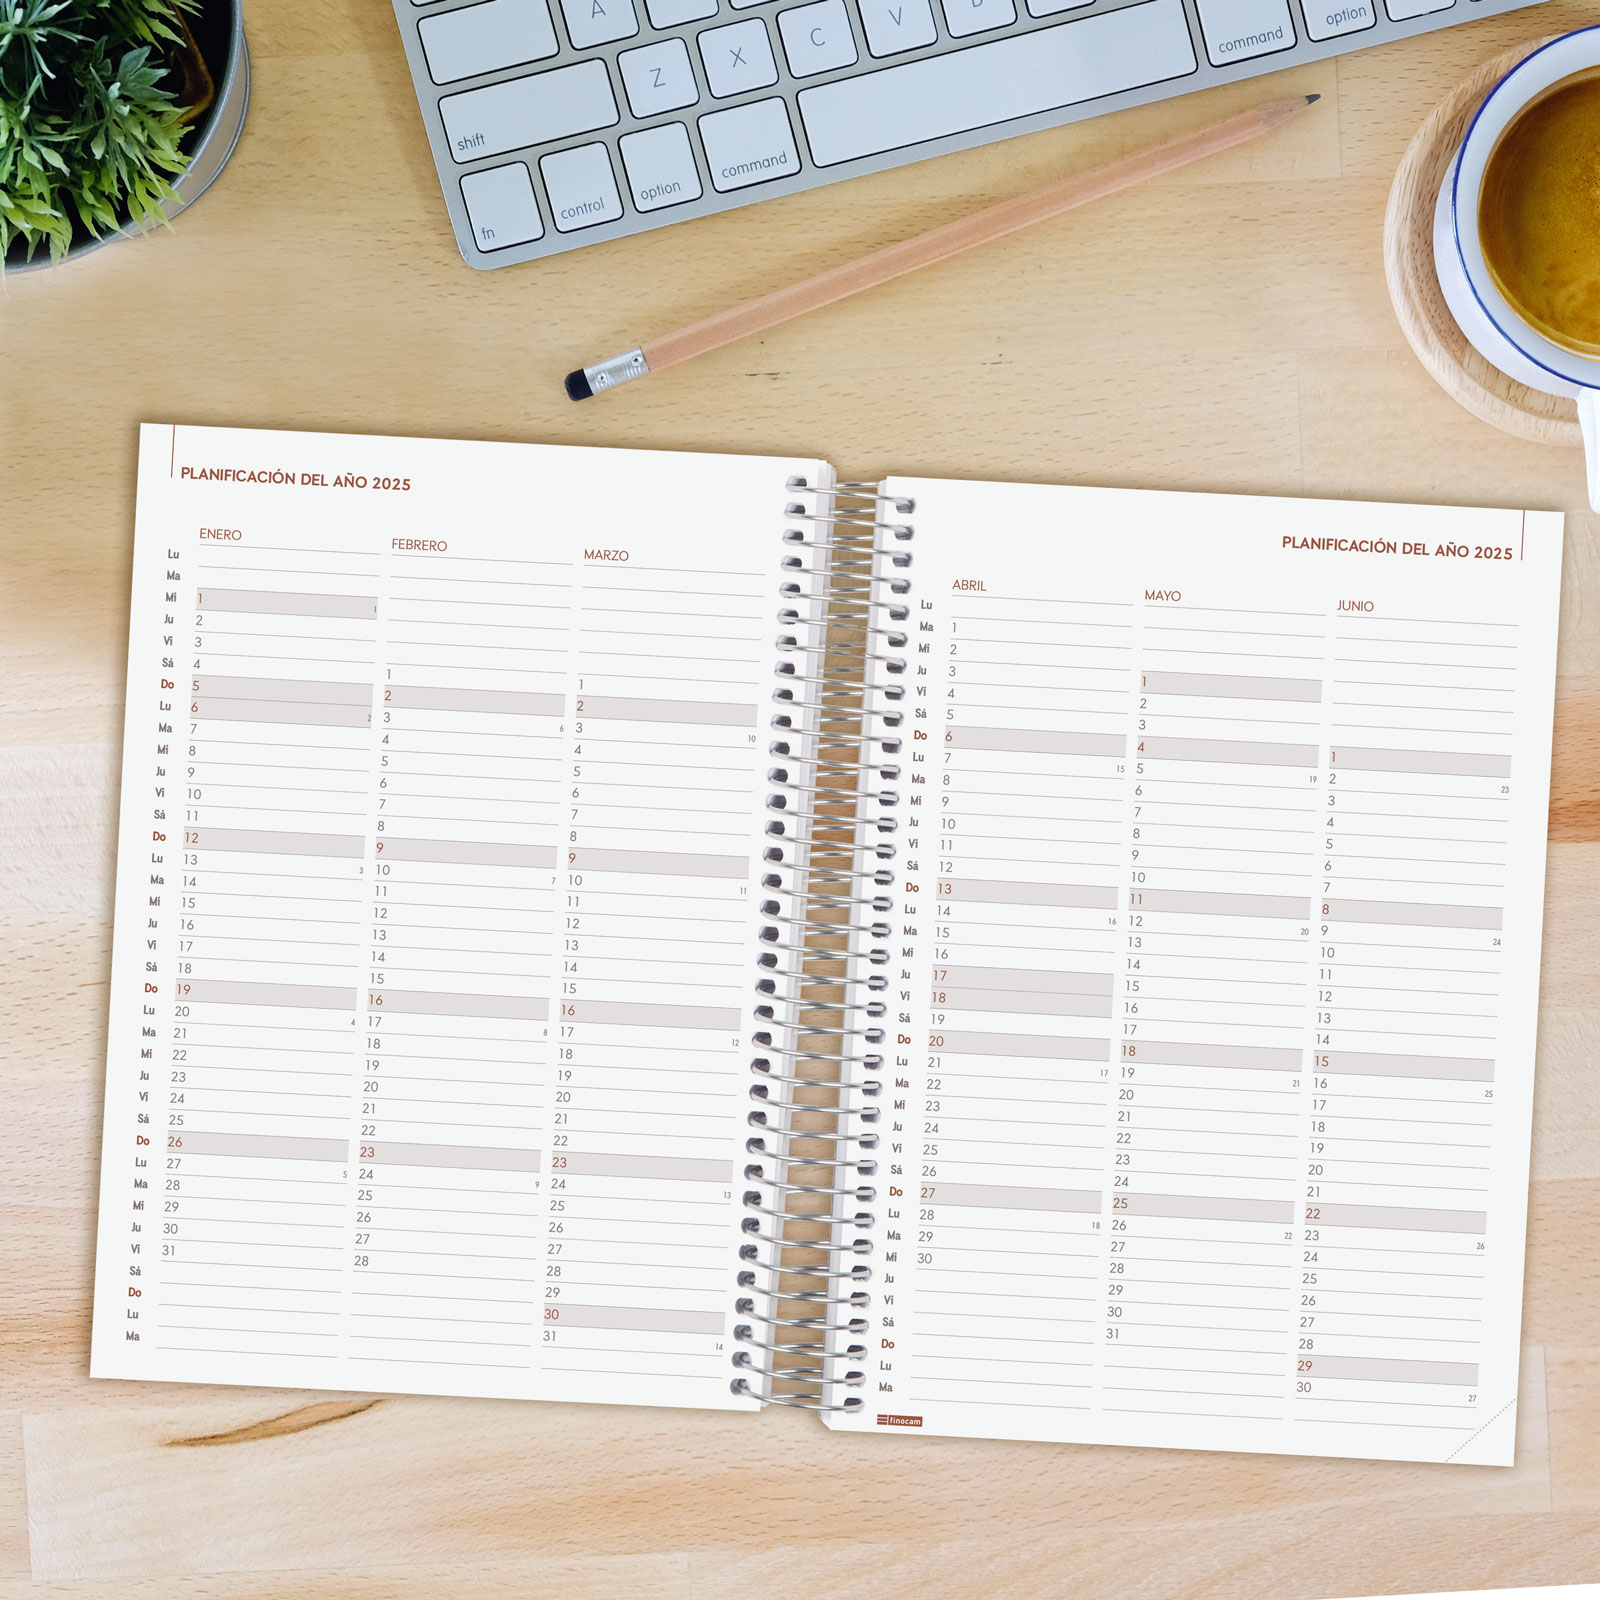 A
Z X C V B
shift
fn control option command
command option
PLANIFICACIÓN DEL AÑO 2025
ENERO FEBRERO MARZO
Lu
Ma
Mi 1 1
Ju 2
Vi 3
Sá 4 1 1
Do 5 2 2
Lu 6 2 3 6 3 10
Ma 7 4 4
Mi 8 5 5
Ju 9 6 6
Vi 10 7 7
Sá 11 8 8
Do 12 9 9
Lu 13 3 10 7 10 11
Ma 14 11 11
Mi 15 12 12
Ju 16 13 13
Vi 17 14 14
Sá 18 15 15
Do 19 16 16
Lu 20 4 17 8 17 12
Ma 21 18 18
Mi 22 19 19
Ju 23 20 20
Vi 24 21 21
Sá 25 22 22
Do 26 23 23
Lu 27 5 24 9 24 13
Ma 28 25 25
Mi 29 26 26
Ju 30 27 27
Vi 31 28 28
Sá 29
Do 30
Lu 31 14
Ma
PLANIFICACIÓN DEL AÑO 2025
ABRIL MAYO JUNIO
Lu
Ma 1
Mi 2
Ju 3 1
Vi 4 2
Sá 5 3
Do 6 4 1
Lu 7 15 5 19 2 23
Ma 8 6 3
Mi 9 7 4
Ju 10 8 5
Vi 11 9 6
Sá 12 10 7
Do 13 11 8
Lu 14 16 12 20 9 24
Ma 15 13 10
Mi 16 14 11
Ju 17 15 12
Vi 18 16 13
Sá 19 17 14
Do 20 18 15
Lu 21 17 19 21 16 25
Ma 22 20 17
Mi 23 21 18
Ju 24 22 19
Vi 25 23 20
Sá 26 24 21
Do 27 25 22
Lu 28 18 26 22 23 26
Ma 29 27 24
Mi 30 28 25
Ju 29 26
Vi 30 27
Sá 31 28
Do 29
Lu 30 27
Ma
finocam